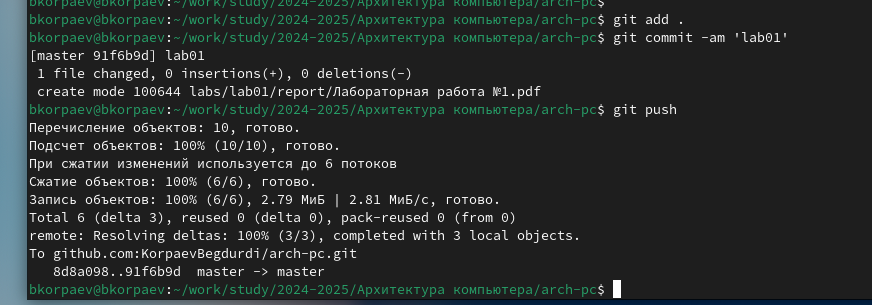 bkorpaev@bkorpaev:~/work/study/2024-2025/Архитектура компьютера/arch-pc$
bkorpaev@bkorpaev:~/work/study/2024-2025/Архитектура компьютера/arch-pc$ git add .
bkorpaev@bkorpaev:~/work/study/2024-2025/Архитектура компьютера/arch-pc$ git commit -am 'lab01'
[master 91f6b9d] lab01
 1 file changed, 0 insertions(+), 0 deletions(-)
 create mode 100644 labs/lab01/report/Лабораторная работа №1.pdf
bkorpaev@bkorpaev:~/work/study/2024-2025/Архитектура компьютера/arch-pc$ git push
Перечисление объектов: 10, готово.
Подсчет объектов: 100% (10/10), готово.
При сжатии изменений используется до 6 потоков
Сжатие объектов: 100% (6/6), готово.
Запись объектов: 100% (6/6), 2.79 МиБ | 2.81 МиБ/с, готово.
Total 6 (delta 3), reused 0 (delta 0), pack-reused 0 (from 0)
remote: Resolving deltas: 100% (3/3), completed with 3 local objects.
To github.com:KorpaevBegdurdi/arch-pc.git
   8d8a098..91f6b9d  master -> master
bkorpaev@bkorpaev:~/work/study/2024-2025/Архитектура компьютера/arch-pc$